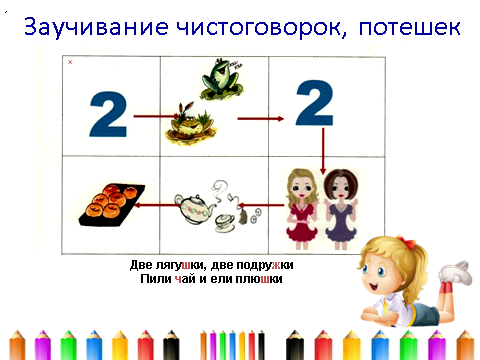 Заучивание чистоговорок, потешек
2
2
Две лягушки, две подружки
Пили чай и ели плюшки